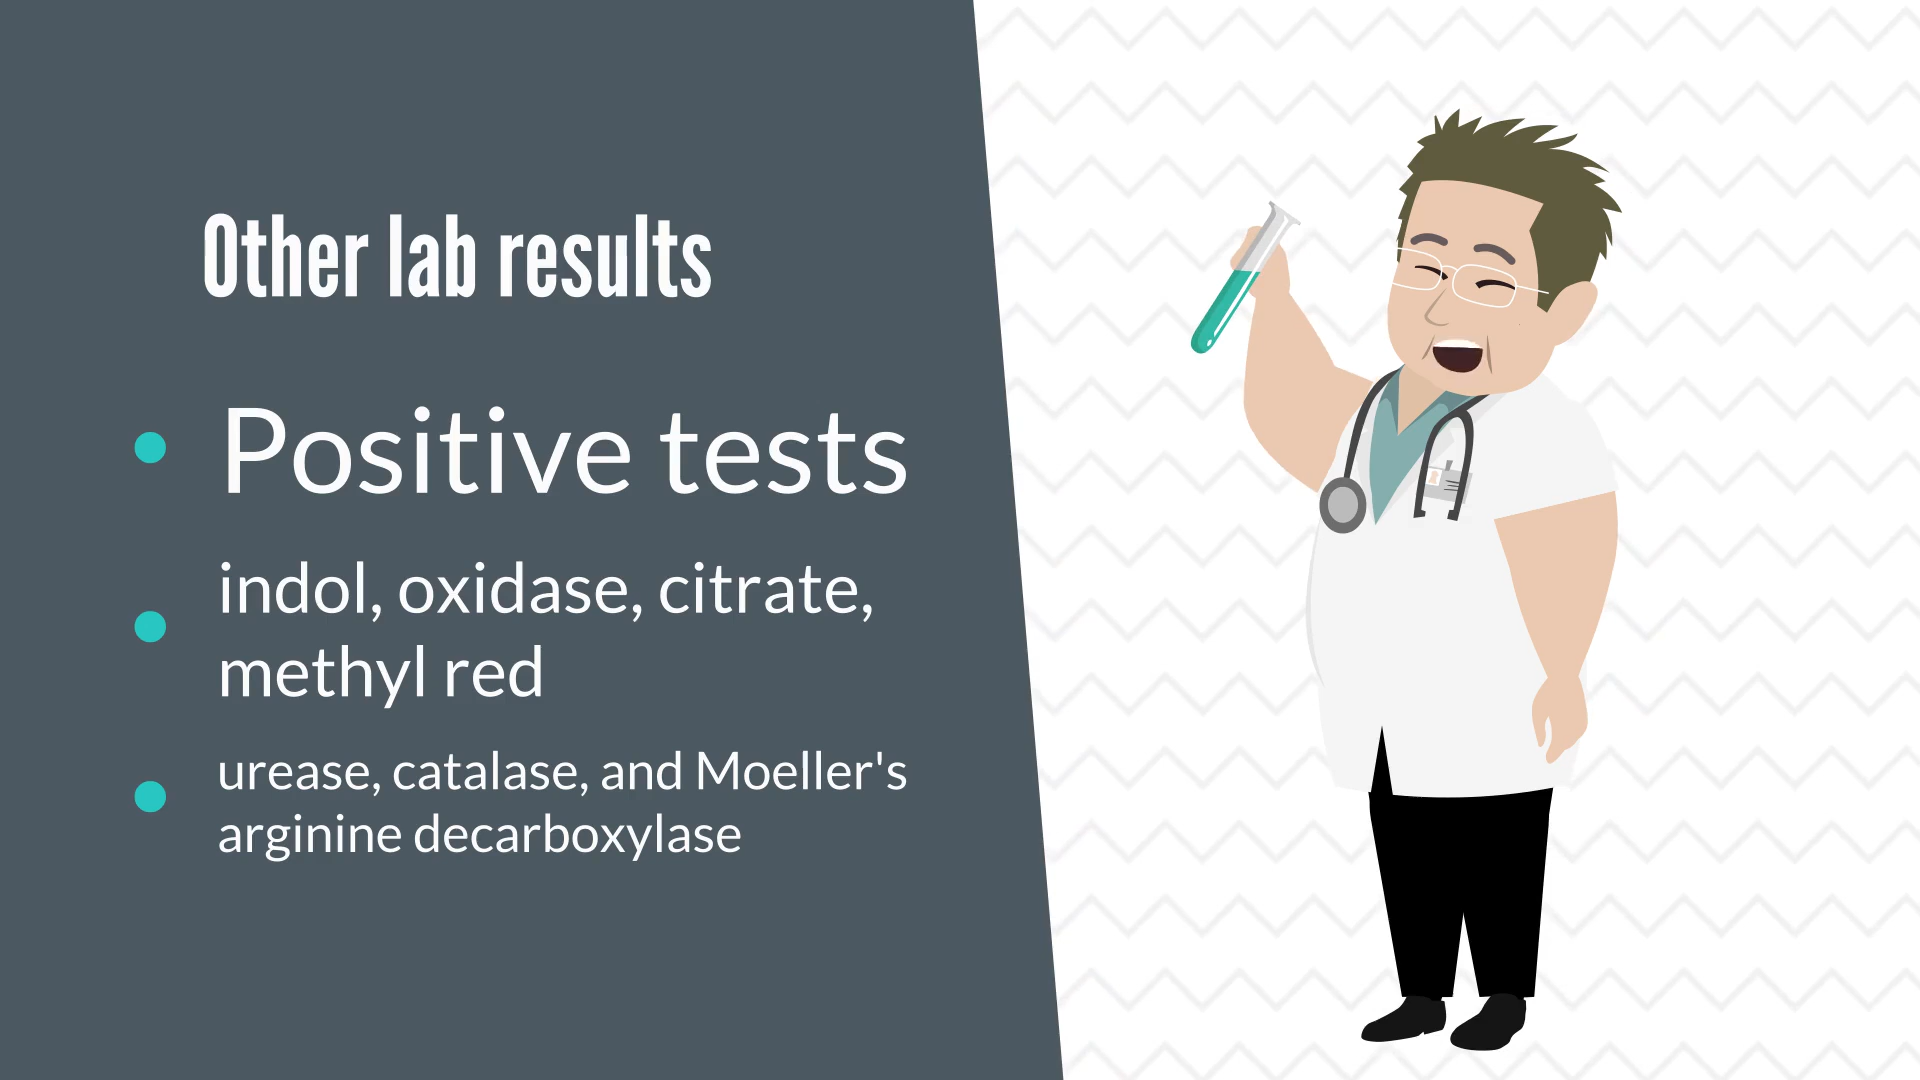 Other lab results
Positive tests
indol, oxidase, citrate,
methyl red
urease, catalase, and Moeller's
arginine decarboxylase